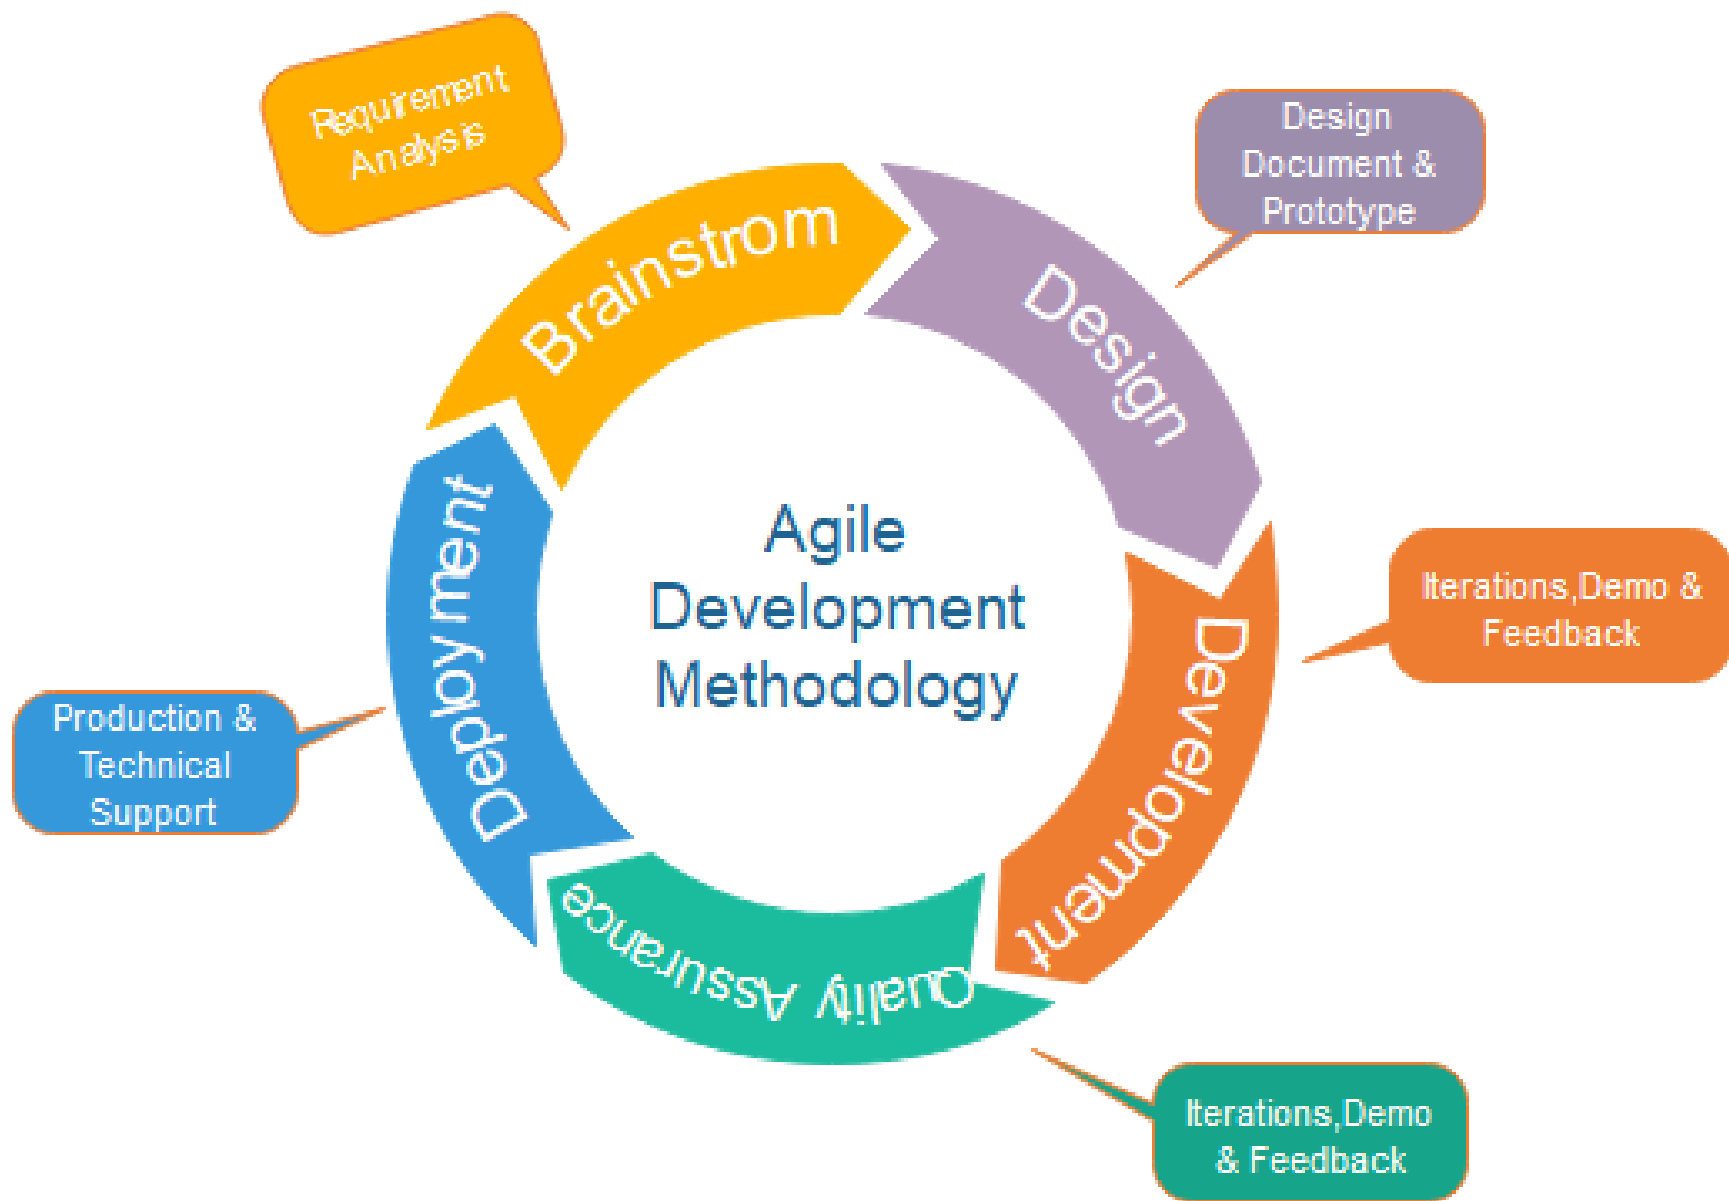 Requirement
Analysis
Brainstrom
Design
Document &
Prototype
Design
Iterations,Demo &
Feedback
Development
Iterations,Demo
& Feedback
Quality Assurance
Production &
Technical
Support
Deployment
Agile
Development
Methodology